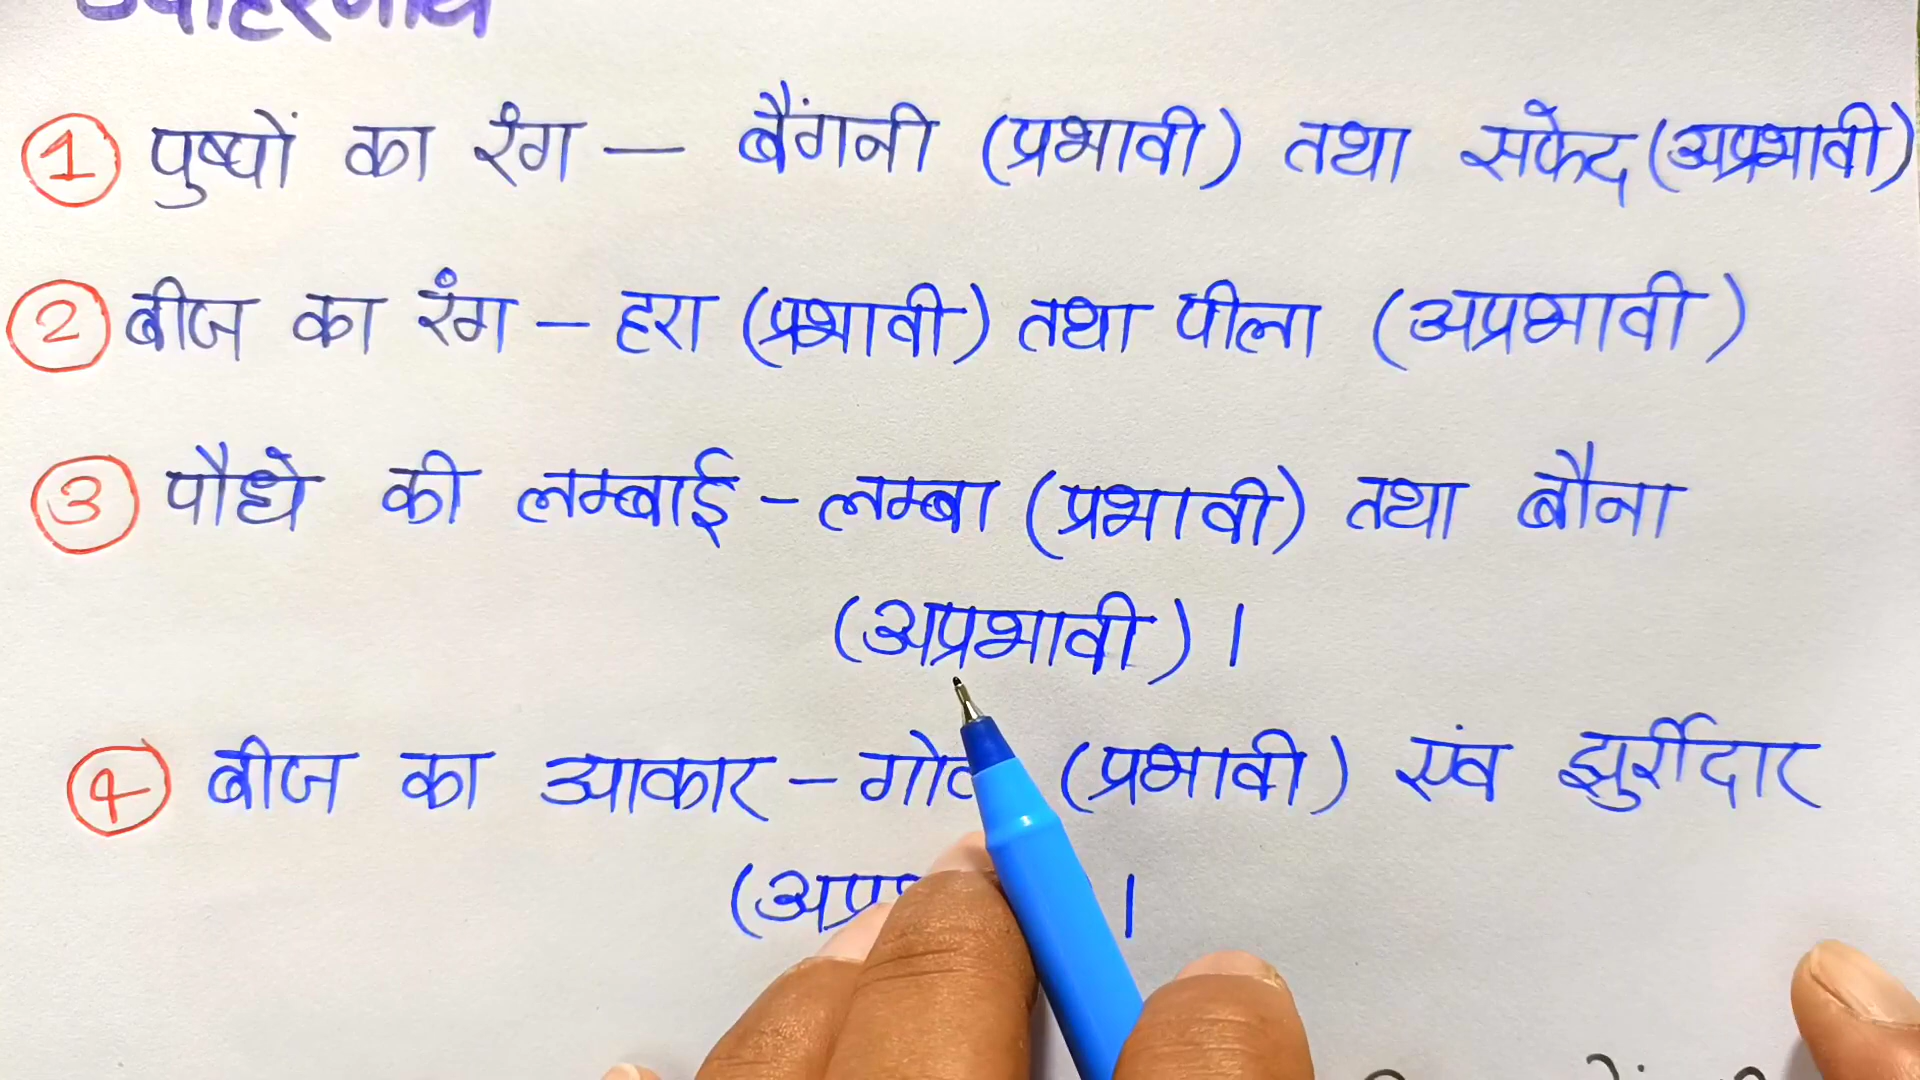 ① पुष्पों का रंग — बैंगनी (प्रभावी) तथा सफेद (अप्रभावी)
② बीज का रंग – हरा (प्रभावी) तथा पीला (अप्रभावी)
③ पौधे की लम्बाई – लम्बा (प्रभावी) तथा बौना
(अप्रभावी) ।
④ बीज का आकार – (प्रभावी) एंव झुर्रीदार